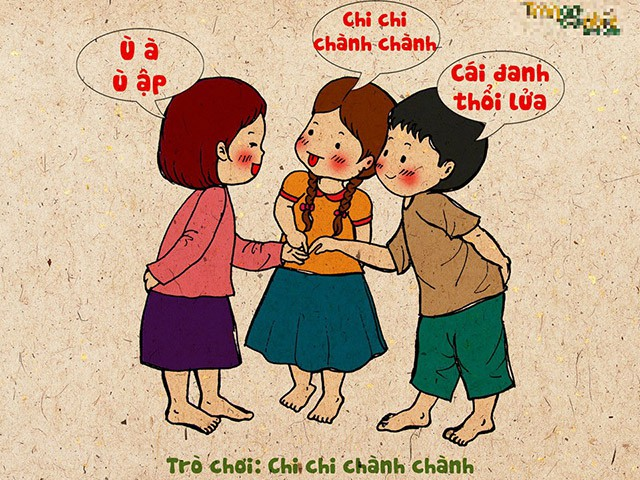 Ù à
Ù ập
Chi chi
chành chành
Cái đanh
thổi lửa
Trò chơi: Chi chi chành chành